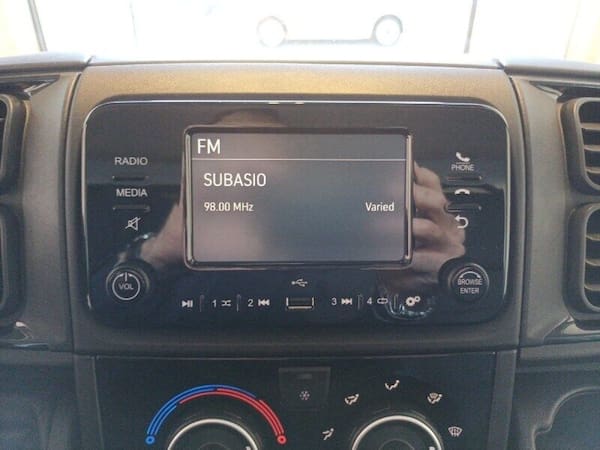 FM
SUBASIO
98.00 MHz Varied
RADIO
MEDIA
PHONE
VOL
1 2 3 4
BROWSE
ENTER